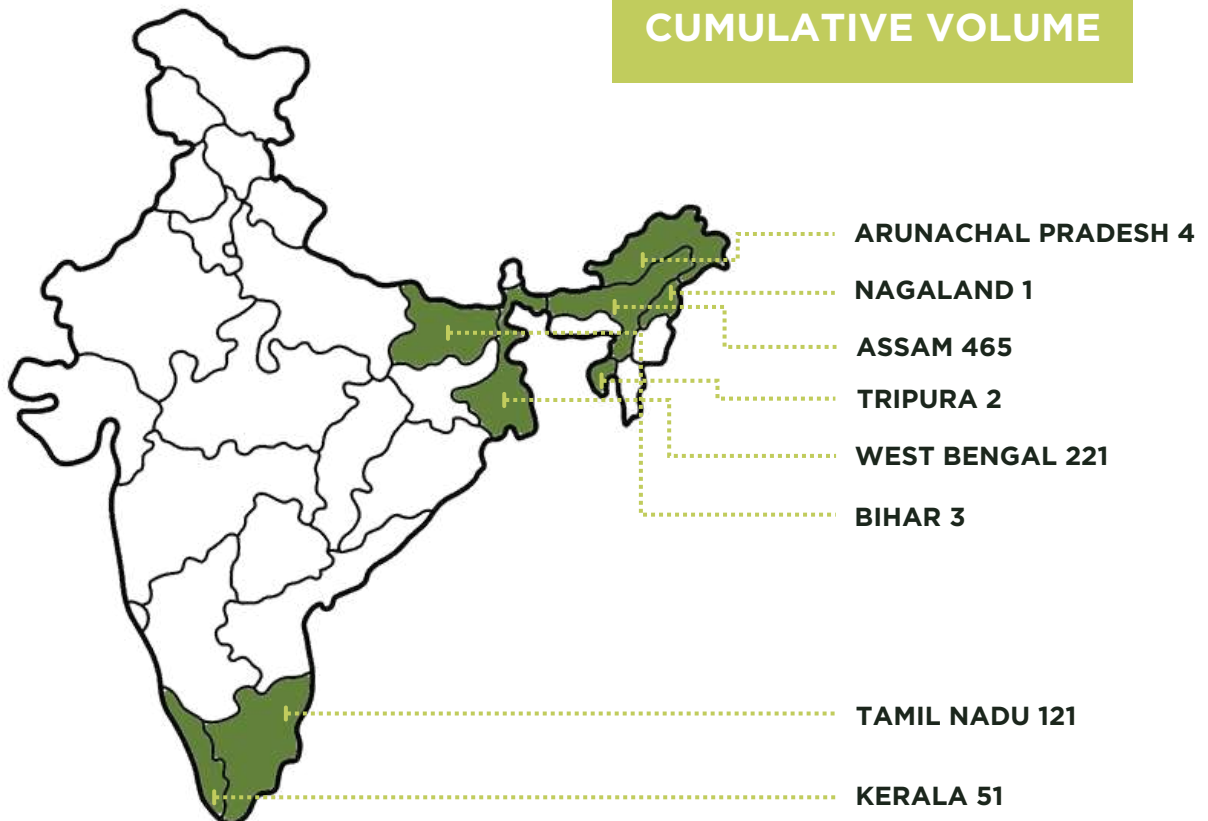 CUMULATIVE VOLUME
ARUNACHAL PRADESH 4
NAGALAND 1
ASSAM 465
TRIPURA 2
WEST BENGAL 221
BIHAR 3
TAMIL NADU 121
KERALA 51